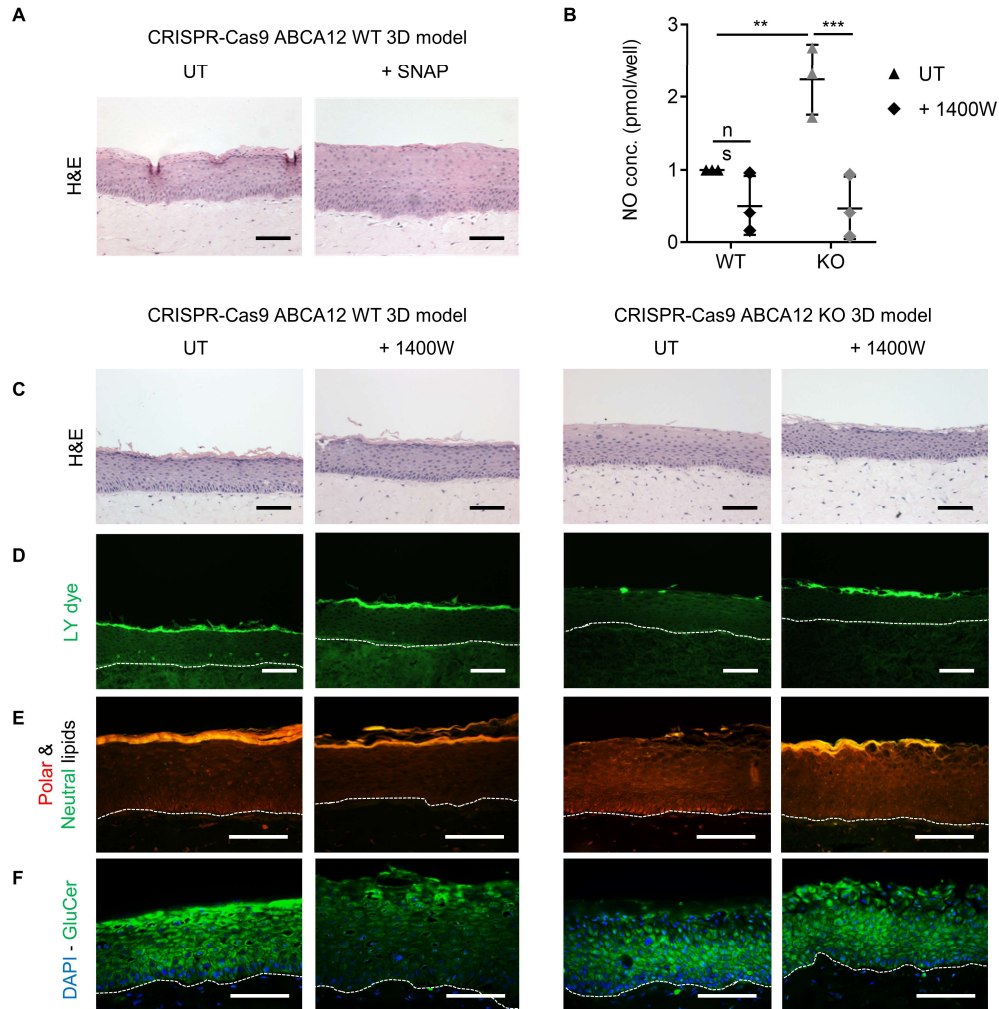 A
CRISPR-Cas9 ABCA12 WT 3D model
UT
+ SNAP
H&E
B
**
***
3
2
1
0
NO conc. (pmol/well)
n
s
WT
KO
UT
+ 1400W
CRISPR-Cas9 ABCA12 WT 3D model
CRISPR-Cas9 ABCA12 KO 3D model
UT
+ 1400W
UT
+ 1400W
C
H&E
D
LY dye
E
Polar &
Neutral lipids
F
DAPI - GluCer